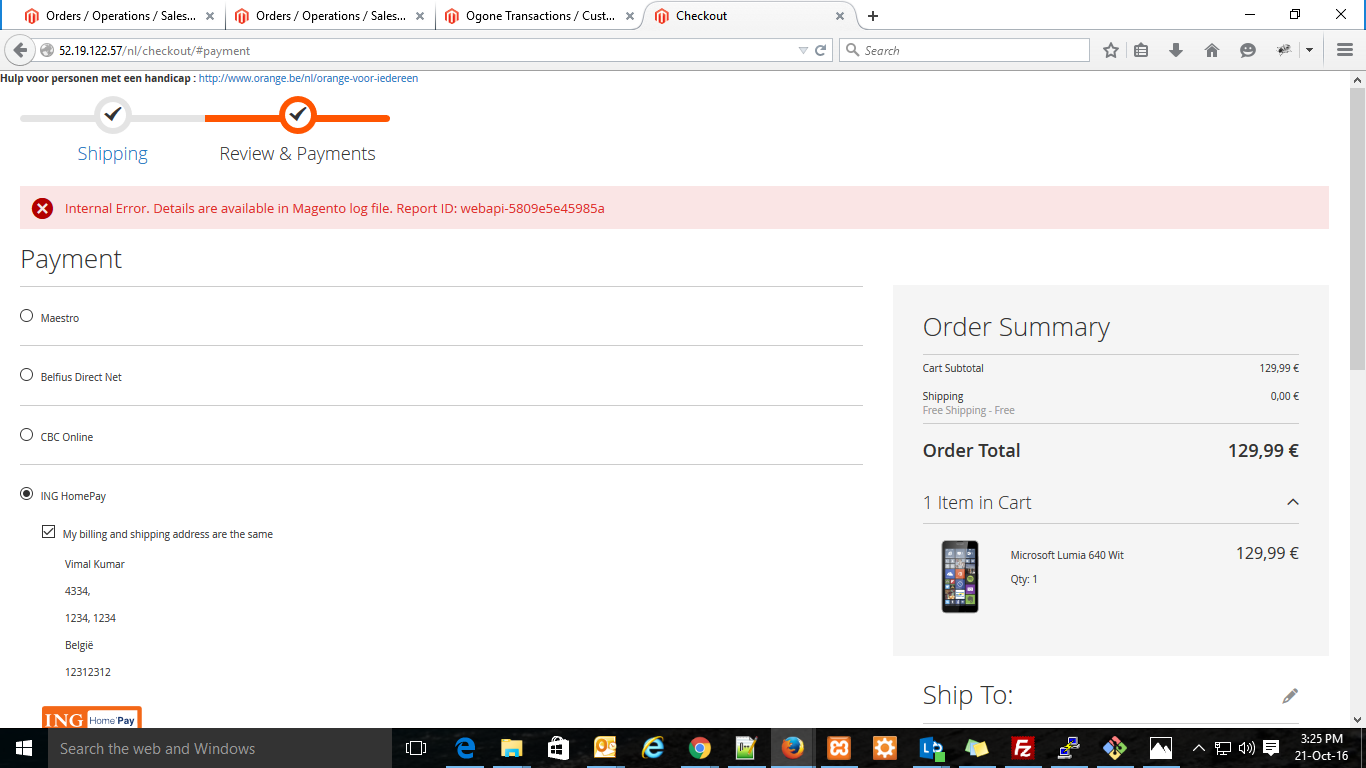 Orders / Operations / Sales...
Orders / Operations / Sales...
Ogone Transactions / Cust...
Checkout
52.19.122.57/nl/checkout/#payment
Search
Hulp voor personen met een handicap : http://www.orange.be/nl/orange-voor-iedereen
Shipping
Review & Payments
Internal Error. Details are available in Magento log file. Report ID: webapi-5809e5e45985a
Payment
Maestro
Belfius Direct Net
CBC Online
ING HomePay
My billing and shipping address are the same
Vimal Kumar
4334,
1234, 1234
België
12312312
ING Home'Pay
Order Summary
Cart Subtotal 129,99 €
Shipping 0,00 €
Free Shipping - Free
Order Total 129,99 €
1 Item in Cart
Microsoft Lumia 640 Wit 129,99 €
Qty: 1
Ship To:
Search the web and Windows
3:25 PM
21-Oct-16